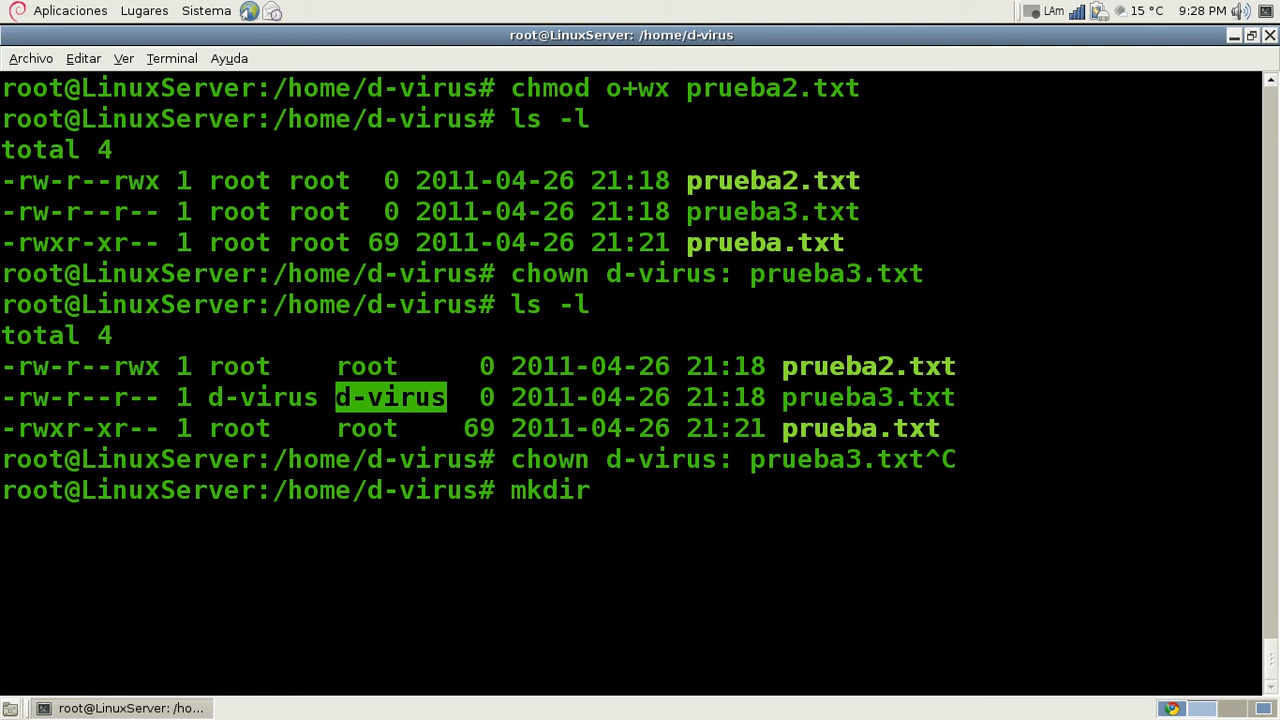 Aplicaciones Lugares Sistema LAm 15 °C 9:28 PM
root@LinuxServer: /home/d-virus
Archivo Editar Ver Terminal Ayuda
root@LinuxServer:/home/d-virus# chmod o+wx prueba2.txt
root@LinuxServer:/home/d-virus# ls -l
total 4
-rw-r--rwx 1 root root  0 2011-04-26 21:18 prueba2.txt
-rw-r--r-- 1 root root  0 2011-04-26 21:18 prueba3.txt
-rwxr-xr-- 1 root root 69 2011-04-26 21:21 prueba.txt
root@LinuxServer:/home/d-virus# chown d-virus: prueba3.txt
root@LinuxServer:/home/d-virus# ls -l
total 4
-rw-r--rwx 1 root    root     0 2011-04-26 21:18 prueba2.txt
-rw-r--r-- 1 d-virus d-virus  0 2011-04-26 21:18 prueba3.txt
-rwxr-xr-- 1 root    root    69 2011-04-26 21:21 prueba.txt
root@LinuxServer:/home/d-virus# chown d-virus: prueba3.txt^C
root@LinuxServer:/home/d-virus# mkdir
root@LinuxServer: /ho...